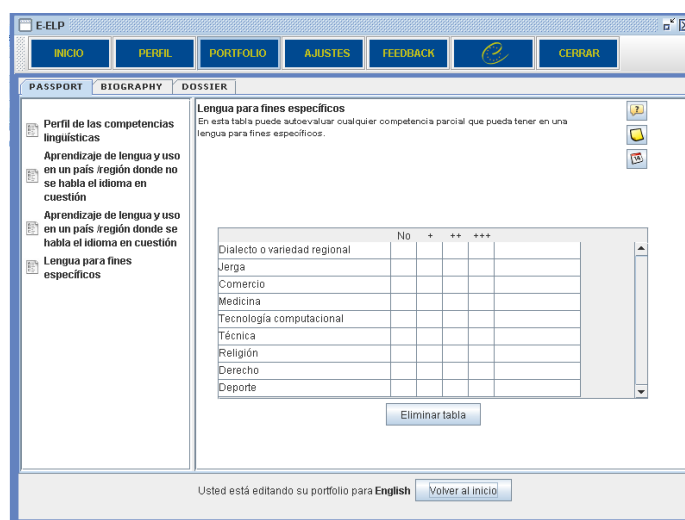 E-ELP
INICIO PERFIL PORTFOLIO AJUSTES FEEDBACK CERRAR
PASSPORT BIOGRAPHY DOSSIER
Perfil de las competencias
lingüísticas
Aprendizaje de lengua y uso
en un país /región donde no
se habla el idioma en
cuestión
Aprendizaje de lengua y uso
en un país /región donde se
habla el idioma en cuestión
Lengua para fines
específicos
Lengua para fines específicos
En esta tabla puede autoevaluar cualquier competencia parcial que pueda tener en una
lengua para fines específicos.
No + ++ +++
Dialecto o variedad regional
Jerga
Comercio
Medicina
Tecnología computacional
Técnica
Religión
Derecho
Deporte
Eliminar tabla
Usted está editando su portfolio para English Volver al inicio